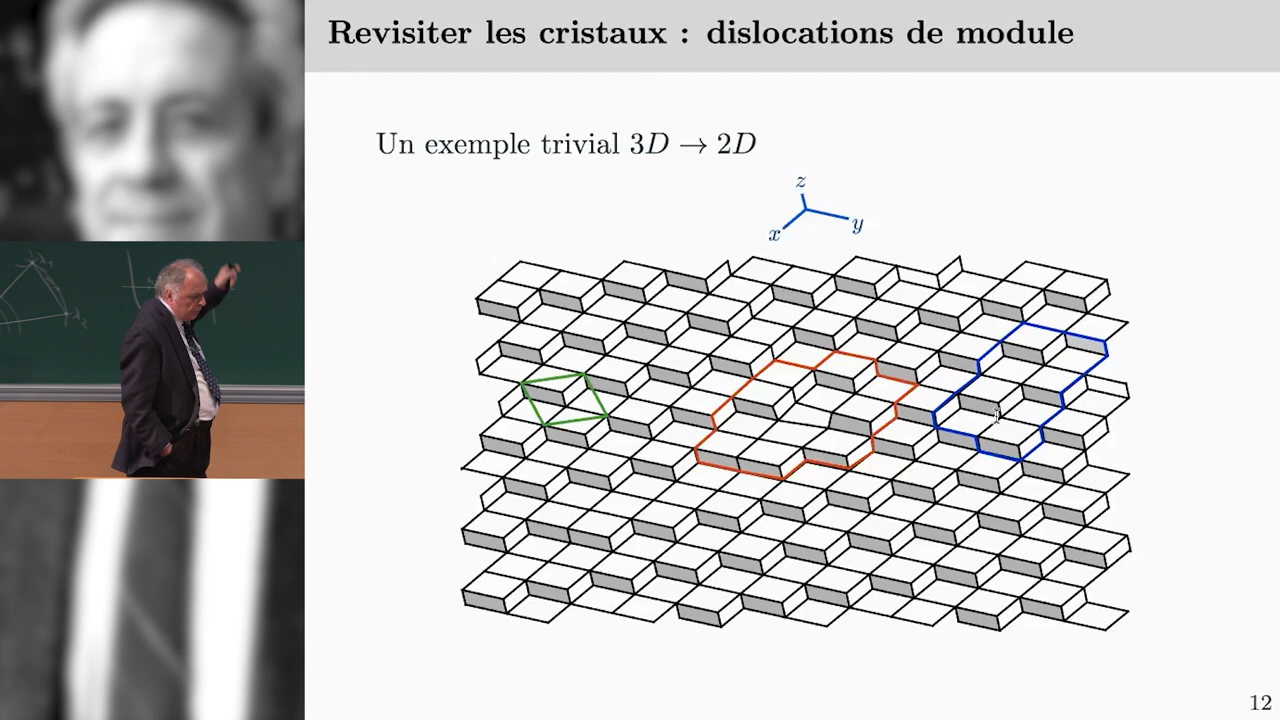 Revisiter les cristaux : dislocations de module
Un exemple trivial 3D → 2D
z
y
x
12